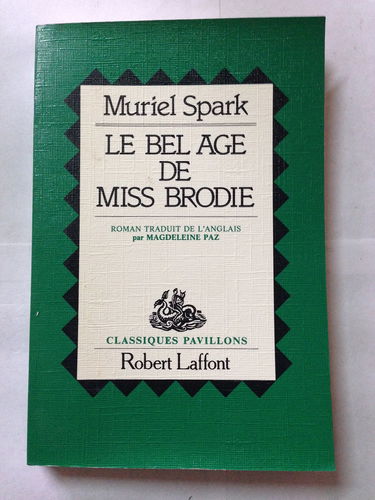 Muriel Spark
LE BEL AGE
DE
MISS BRODIE
ROMAN TRADUIT DE L'ANGLAIS
par MAGDELEINE PAZ
CLASSIQUES PAVILLONS
Robert Laffont